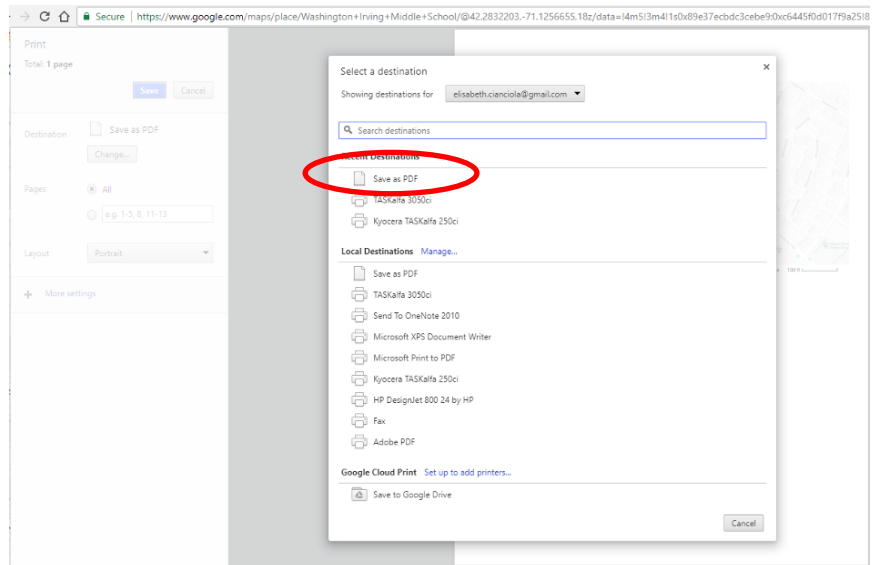 Secure | https://www.google.com/maps/place/Washington+Irving+Middle+School/@42.2832203,-71.1256655,18z/data=!4m5!3m4!1s0x89e37ecbdc3cebe9:0xc6445f0d017f9a25!8
Print
Total: 1 page
Save Cancel
Destination Save as PDF
Change...
Pages All
e.g. 1-5, 8, 11-13
Layout Portrait
+ More settings
Select a destination ×
Showing destinations for elisabeth.cianciola@gmail.com
Search destinations
Recent Destinations
Save as PDF
TASKalfa 3050ci
Kyocera TASKalfa 250ci
Local Destinations Manage...
Save as PDF
TASKalfa 3050ci
Send To OneNote 2010
Microsoft XPS Document Writer
Microsoft Print to PDF
Kyocera TASKalfa 250ci
HP DesignJet 800 24 by HP
Fax
Adobe PDF
Google Cloud Print Set up to add printers...
Save to Google Drive
Cancel
100 ft